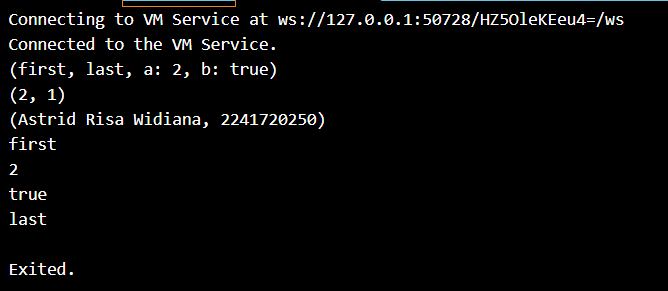 Connecting to VM Service at ws://127.0.0.1:50728/HZ5OleKEeu4=/ws
Connected to the VM Service.
(first, last, a: 2, b: true)
(2, 1)
(Astrid Risa Widiana, 2241720250)
first
2
true
last
Exited.